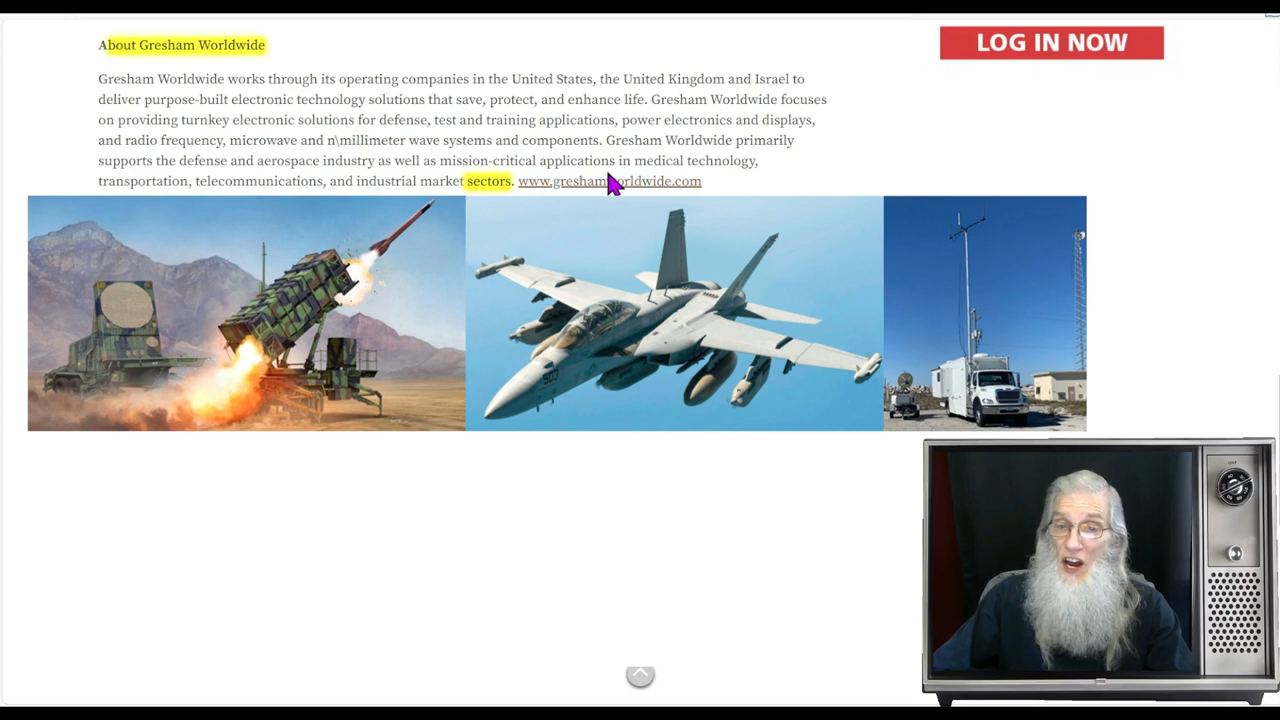 About Gresham Worldwide
LOG IN NOW
Gresham Worldwide works through its operating companies in the United States, the United Kingdom and Israel to
deliver purpose-built electronic technology solutions that save, protect, and enhance life. Gresham Worldwide focuses
on providing turnkey electronic solutions for defense, test and training applications, power electronics and displays,
and radio frequency, microwave and n\millimeter wave systems and components. Gresham Worldwide primarily
supports the defense and aerospace industry as well as mission-critical applications in medical technology,
transportation, telecommunications, and industrial market sectors. www.greshamworldwide.com
503